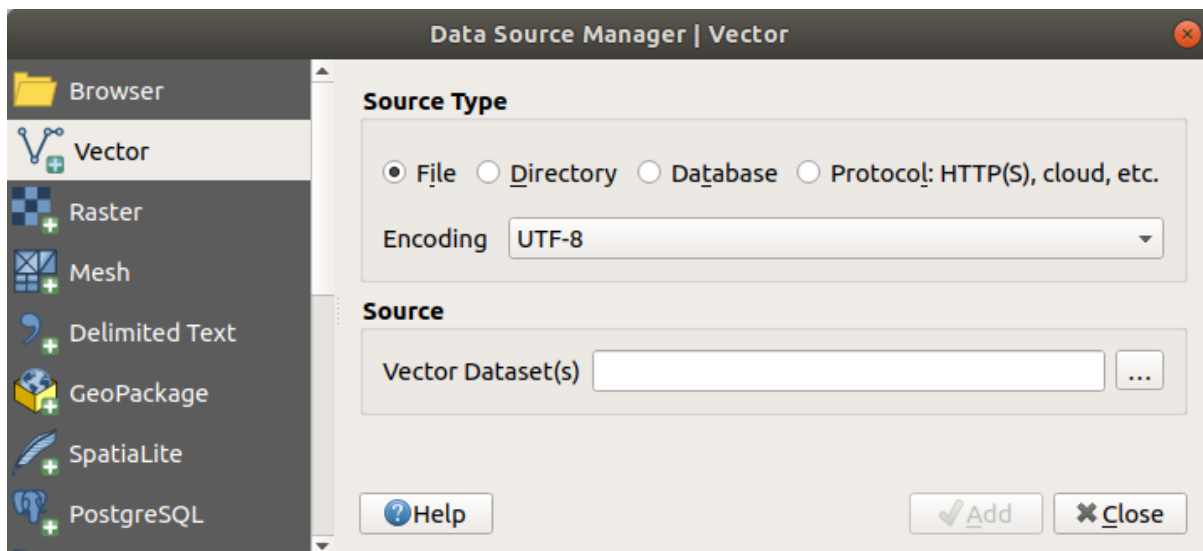 Data Source Manager | Vector
Browser
Vector
Raster
Mesh
Delimited Text
GeoPackage
SpatiaLite
PostgreSQL
Source Type
File Directory Database Protocol: HTTP(S), cloud, etc.
Encoding UTF-8
Source
Vector Dataset(s) ...
Help Add Close